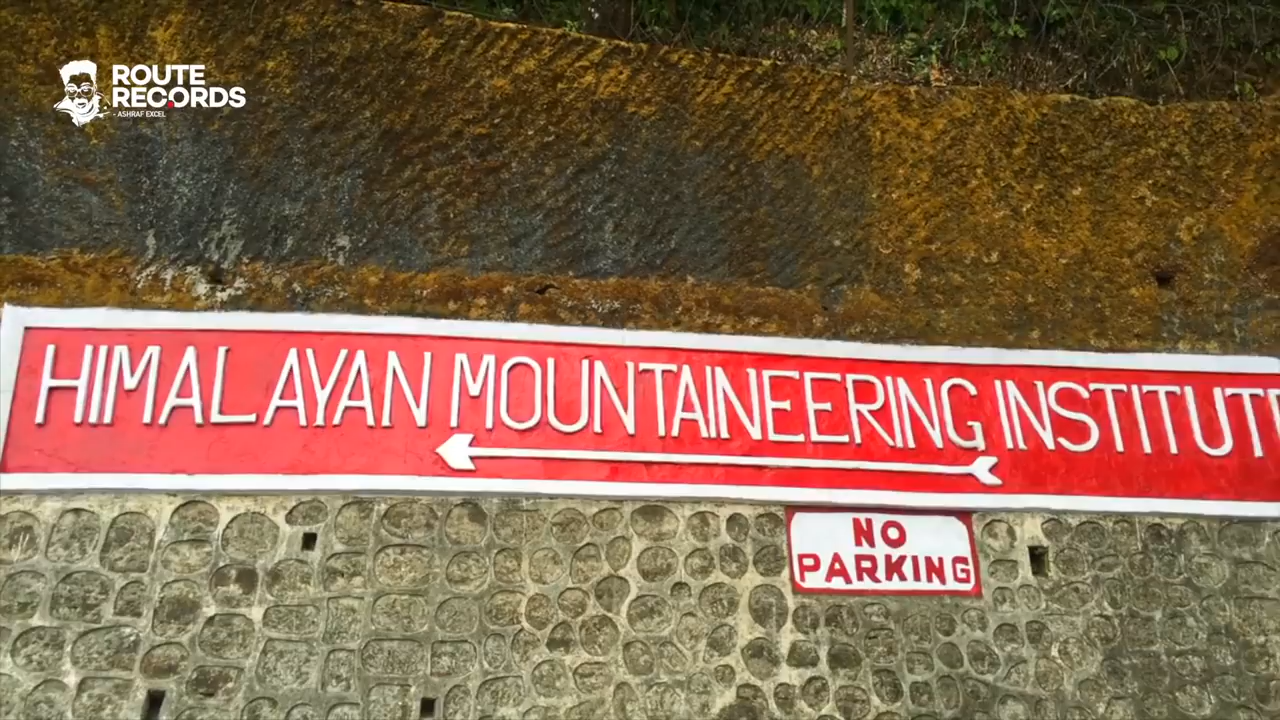 ROUTE
RECORDS
- ASHRAF EXCEL
HIMALAYAN MOUNTAINEERING INSTITUTE
NO
PARKING